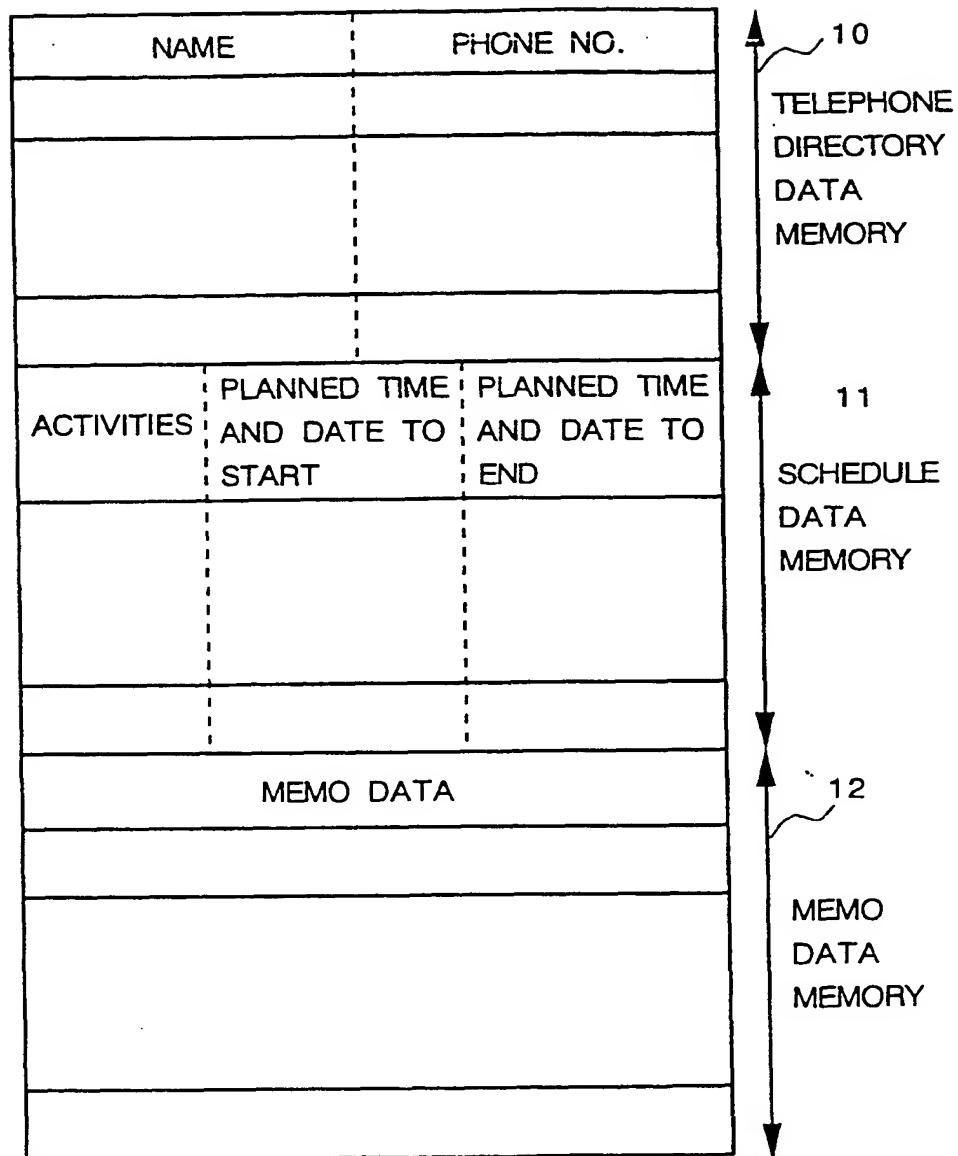 NAME
PHONE NO.
10
TELEPHONE
DIRECTORY
DATA
MEMORY
ACTIVITIES
PLANNED TIME
AND DATE TO
START
PLANNED TIME
AND DATE TO
END
11
SCHEDULE
DATA
MEMORY
MEMO DATA
12
MEMO
DATA
MEMORY